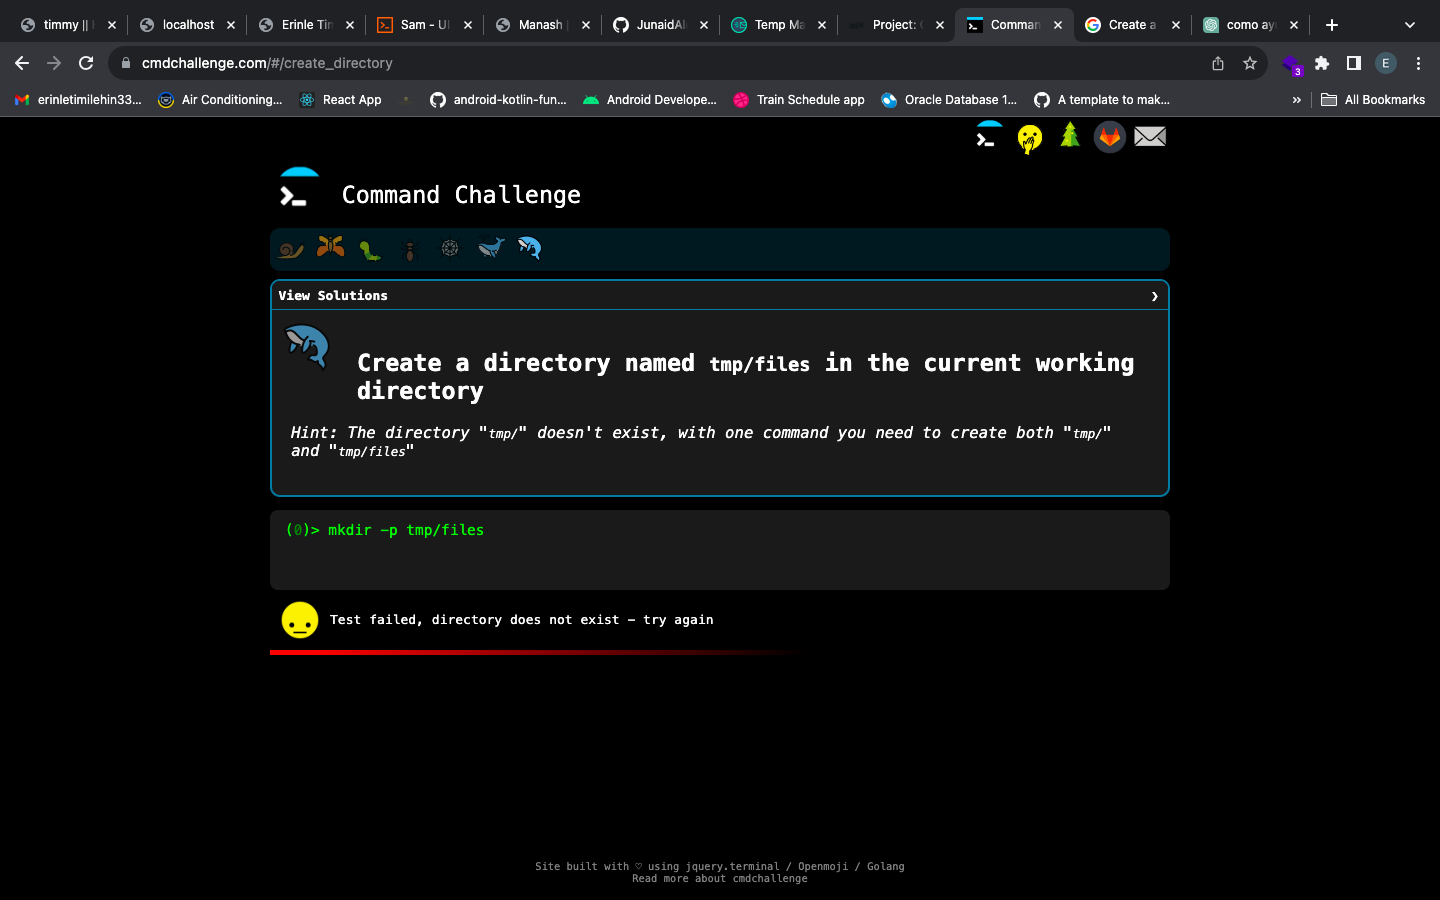 timmy ||
localhost
Erinle Tin
Sam - UI
Manash
JunaidAli
Temp Ma
Project:
Comman
Create a
como ay
cmdchallenge.com/#/create_directory
3
E
erinletimilehin33...
Air Conditioning...
React App
android-kotlin-fun...
Android Develope...
Train Schedule app
Oracle Database 1...
A template to mak...
»
All Bookmarks
Command Challenge
View Solutions
Create a directory named tmp/files in the current working
directory
Hint: The directory "tmp/" doesn't exist, with one command you need to create both "tmp/"
and "tmp/files"
(0)> mkdir -p tmp/files
Test failed, directory does not exist - try again
Site built with ♡ using jquery.terminal / Openmoji / Golang
Read more about cmdchallenge